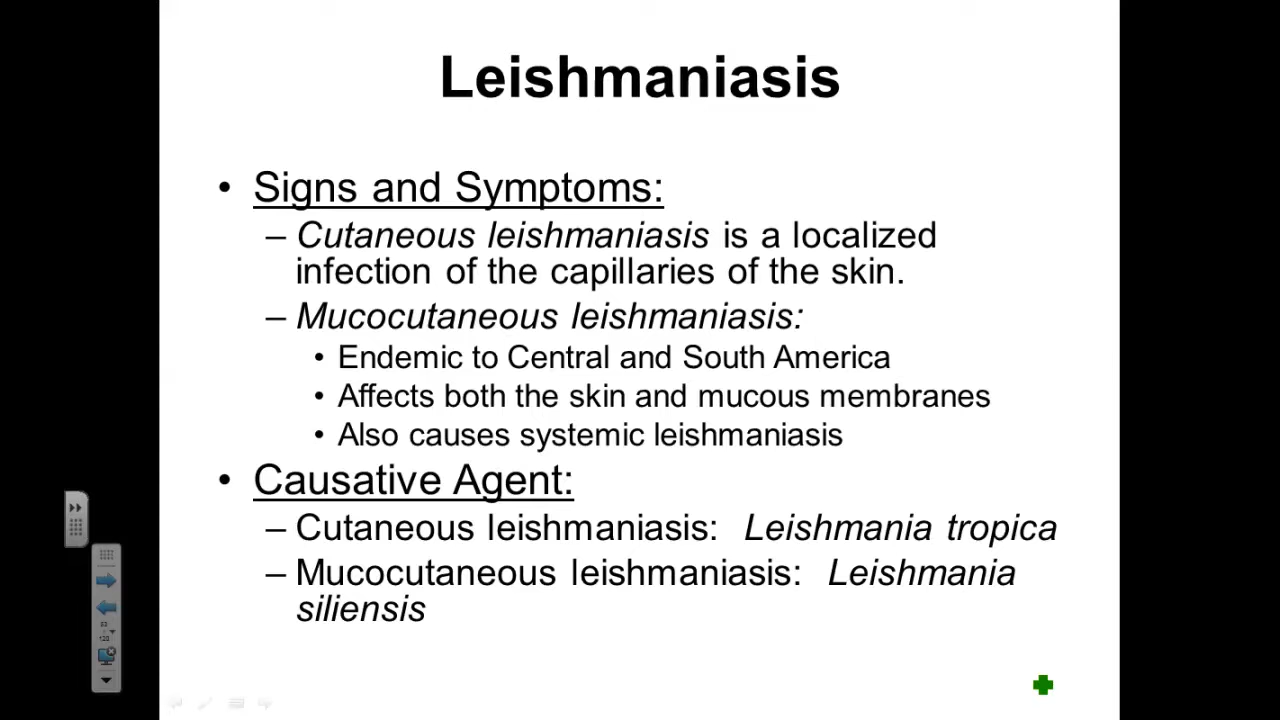 Leishmaniasis
• Signs and Symptoms:
– Cutaneous leishmaniasis is a localized
infection of the capillaries of the skin.
– Mucocutaneous leishmaniasis:
• Endemic to Central and South America
• Affects both the skin and mucous membranes
• Also causes systemic leishmaniasis
• Causative Agent:
– Cutaneous leishmaniasis: Leishmania tropica
– Mucocutaneous leishmaniasis: Leishmania
siliensis